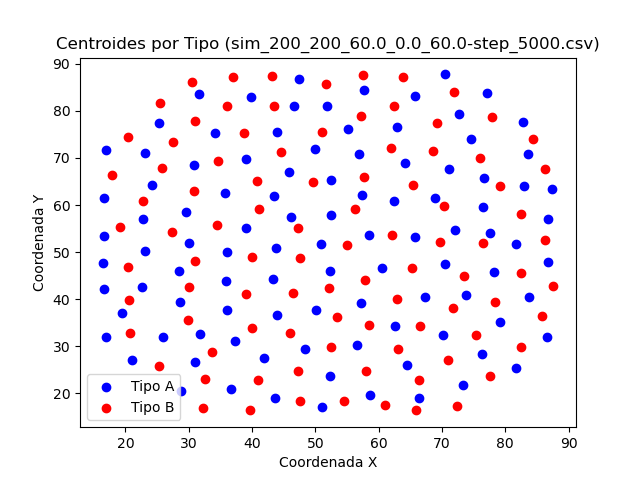 Centroides por Tipo (sim_200_200_60.0_0.0_60.0-step_5000.csv)
90
80
70
60
50
40
30
20
Coordenada Y
Tipo A
Tipo B
20 30 40 50 60 70 80 90
Coordenada X